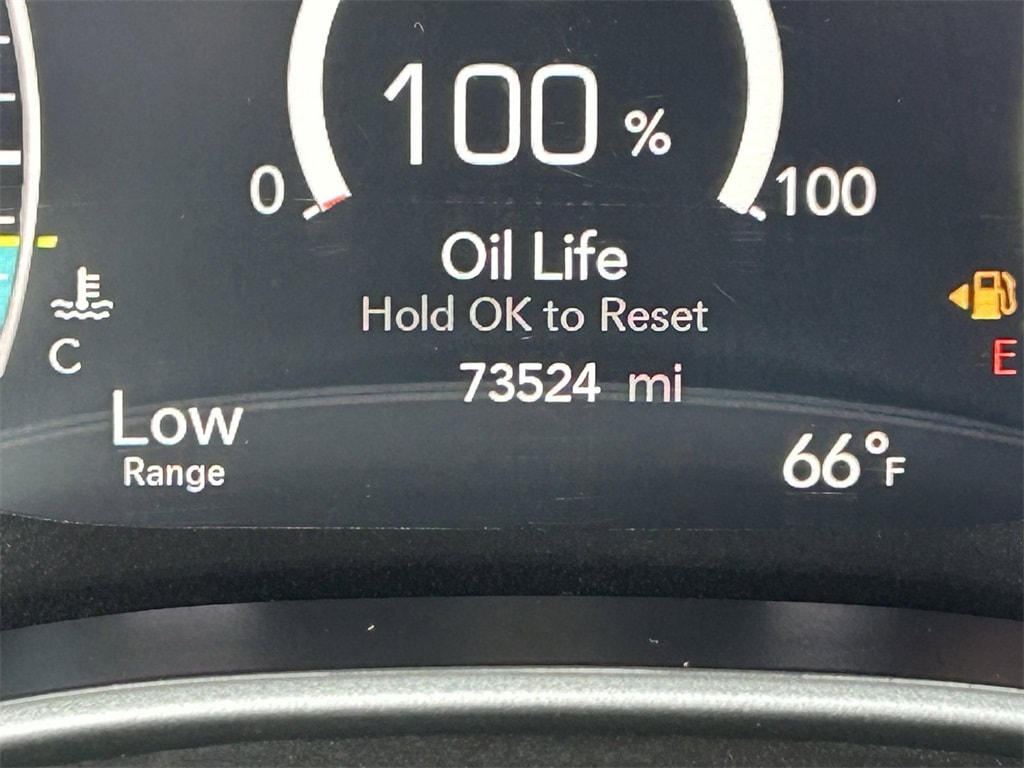 100 %
0
100
Oil Life
Hold OK to Reset
C
E
73524 mi
Low
Range
66°F